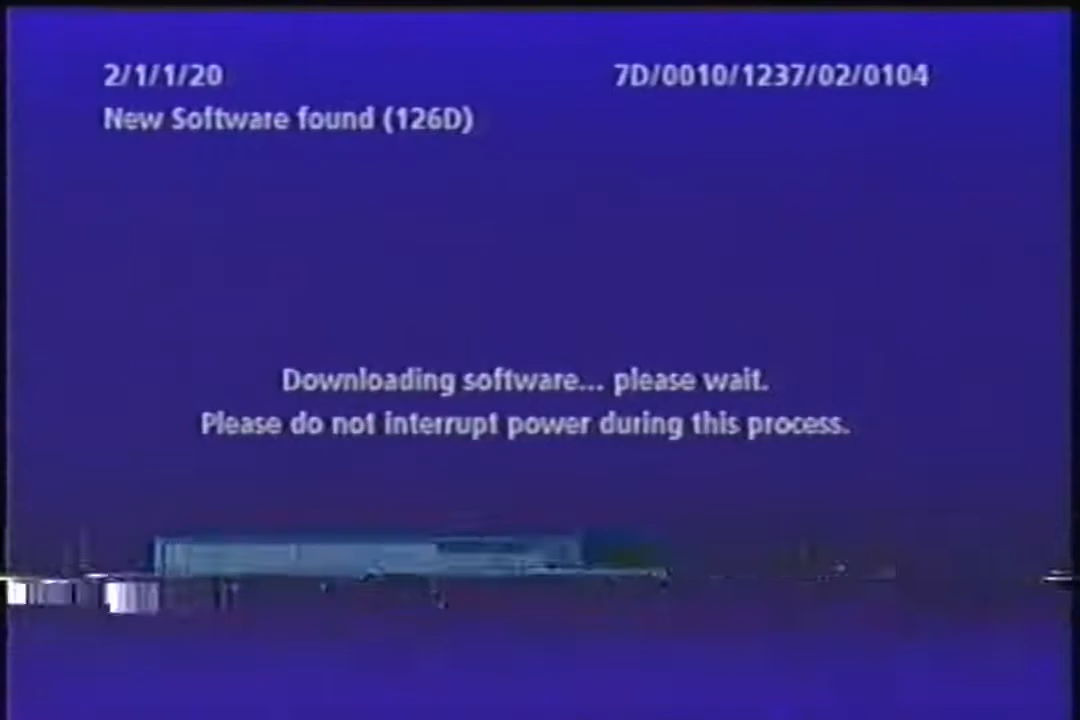 2/1/1/20
7D/0010/1237/02/0104
New Software found (126D)
Downloading software... please wait.
Please do not interrupt power during this process.